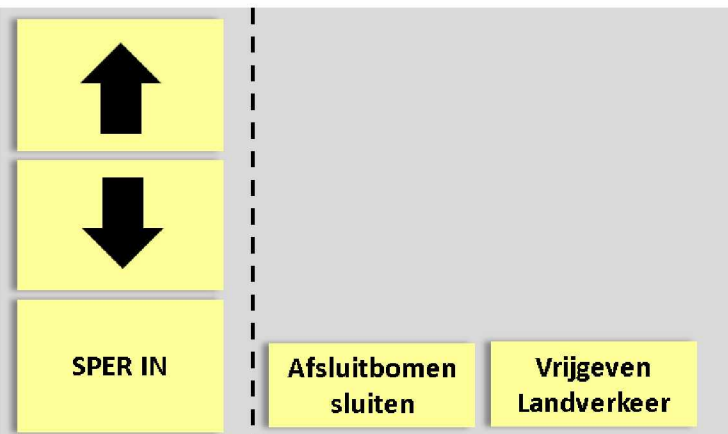 SPER IN
Afsluitbomen
sluiten
Vrijgeven
Landverkeer